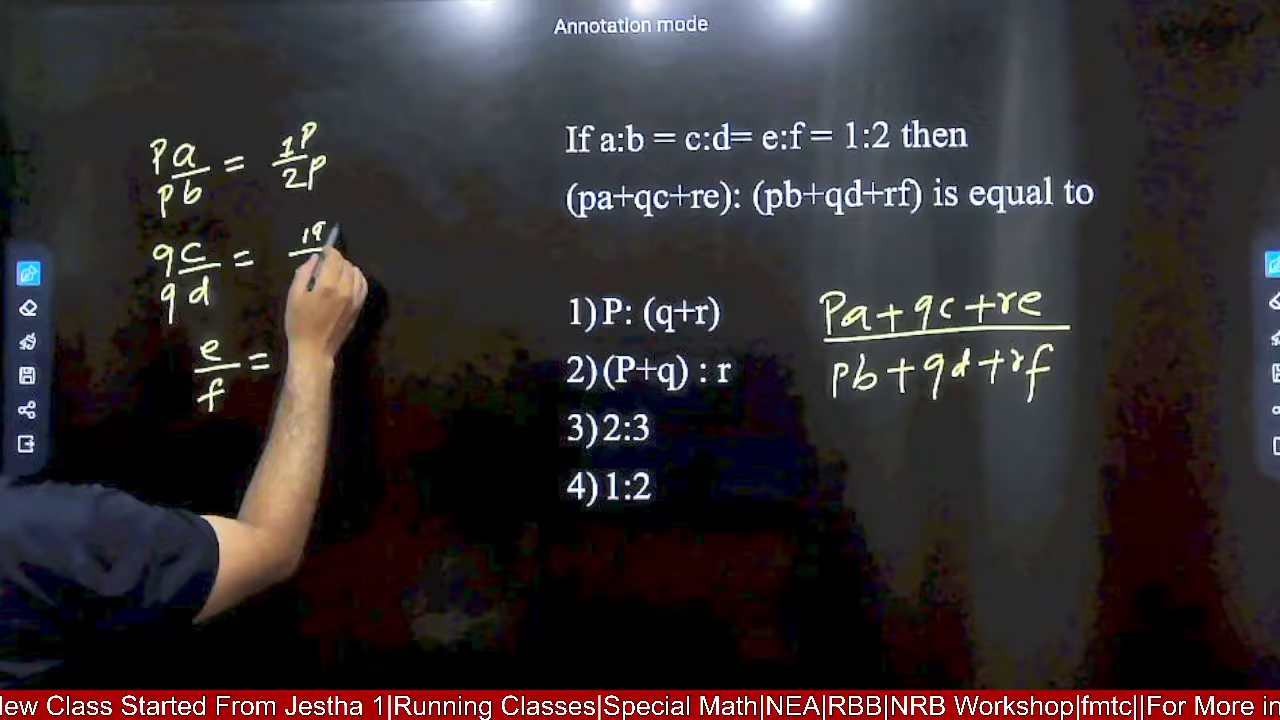 Annotation mode
Pa/pb = 1P/2P
qc/qd = 1q
e/f =
If a:b = c:d= e:f = 1:2 then
(pa+qc+re): (pb+qd+rf) is equal to
1) P: (q+r)
2) (P+q) : r
3) 2:3
4) 1:2
Pa+qc+re
pb+qd+rf
New Class Started From Jestha 1|Running Classes|Special Math|NEA|RBB|NRB Workshop|fmtc||For More in